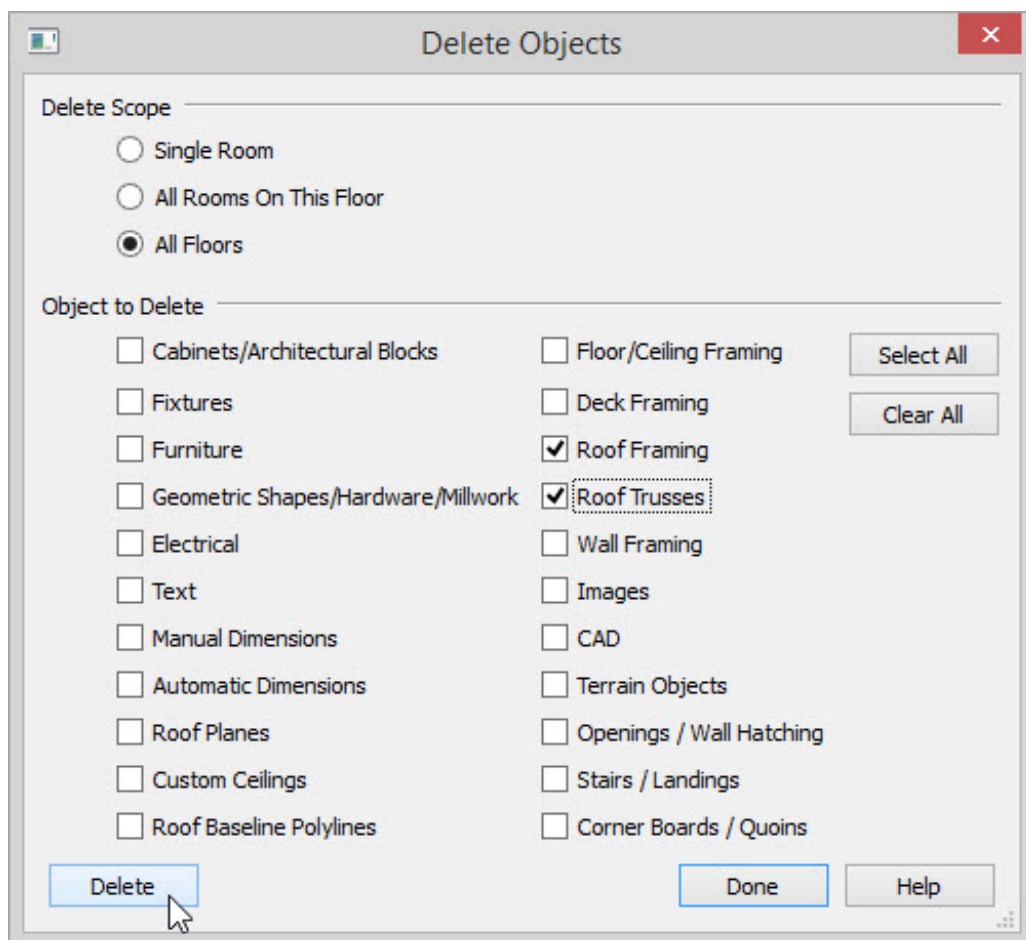 Delete Objects
Delete Scope
Single Room
All Rooms On This Floor
All Floors
Object to Delete
Cabinets/Architectural Blocks
Fixtures
Furniture
Geometric Shapes/Hardware/Millwork
Electrical
Text
Manual Dimensions
Automatic Dimensions
Roof Planes
Custom Ceilings
Roof Baseline Polylines
Floor/Ceiling Framing
Deck Framing
Roof Framing
Roof Trusses
Wall Framing
Images
CAD
Terrain Objects
Openings / Wall Hatching
Stairs / Landings
Corner Boards / Quoins
Select All
Clear All
Delete
Done
Help